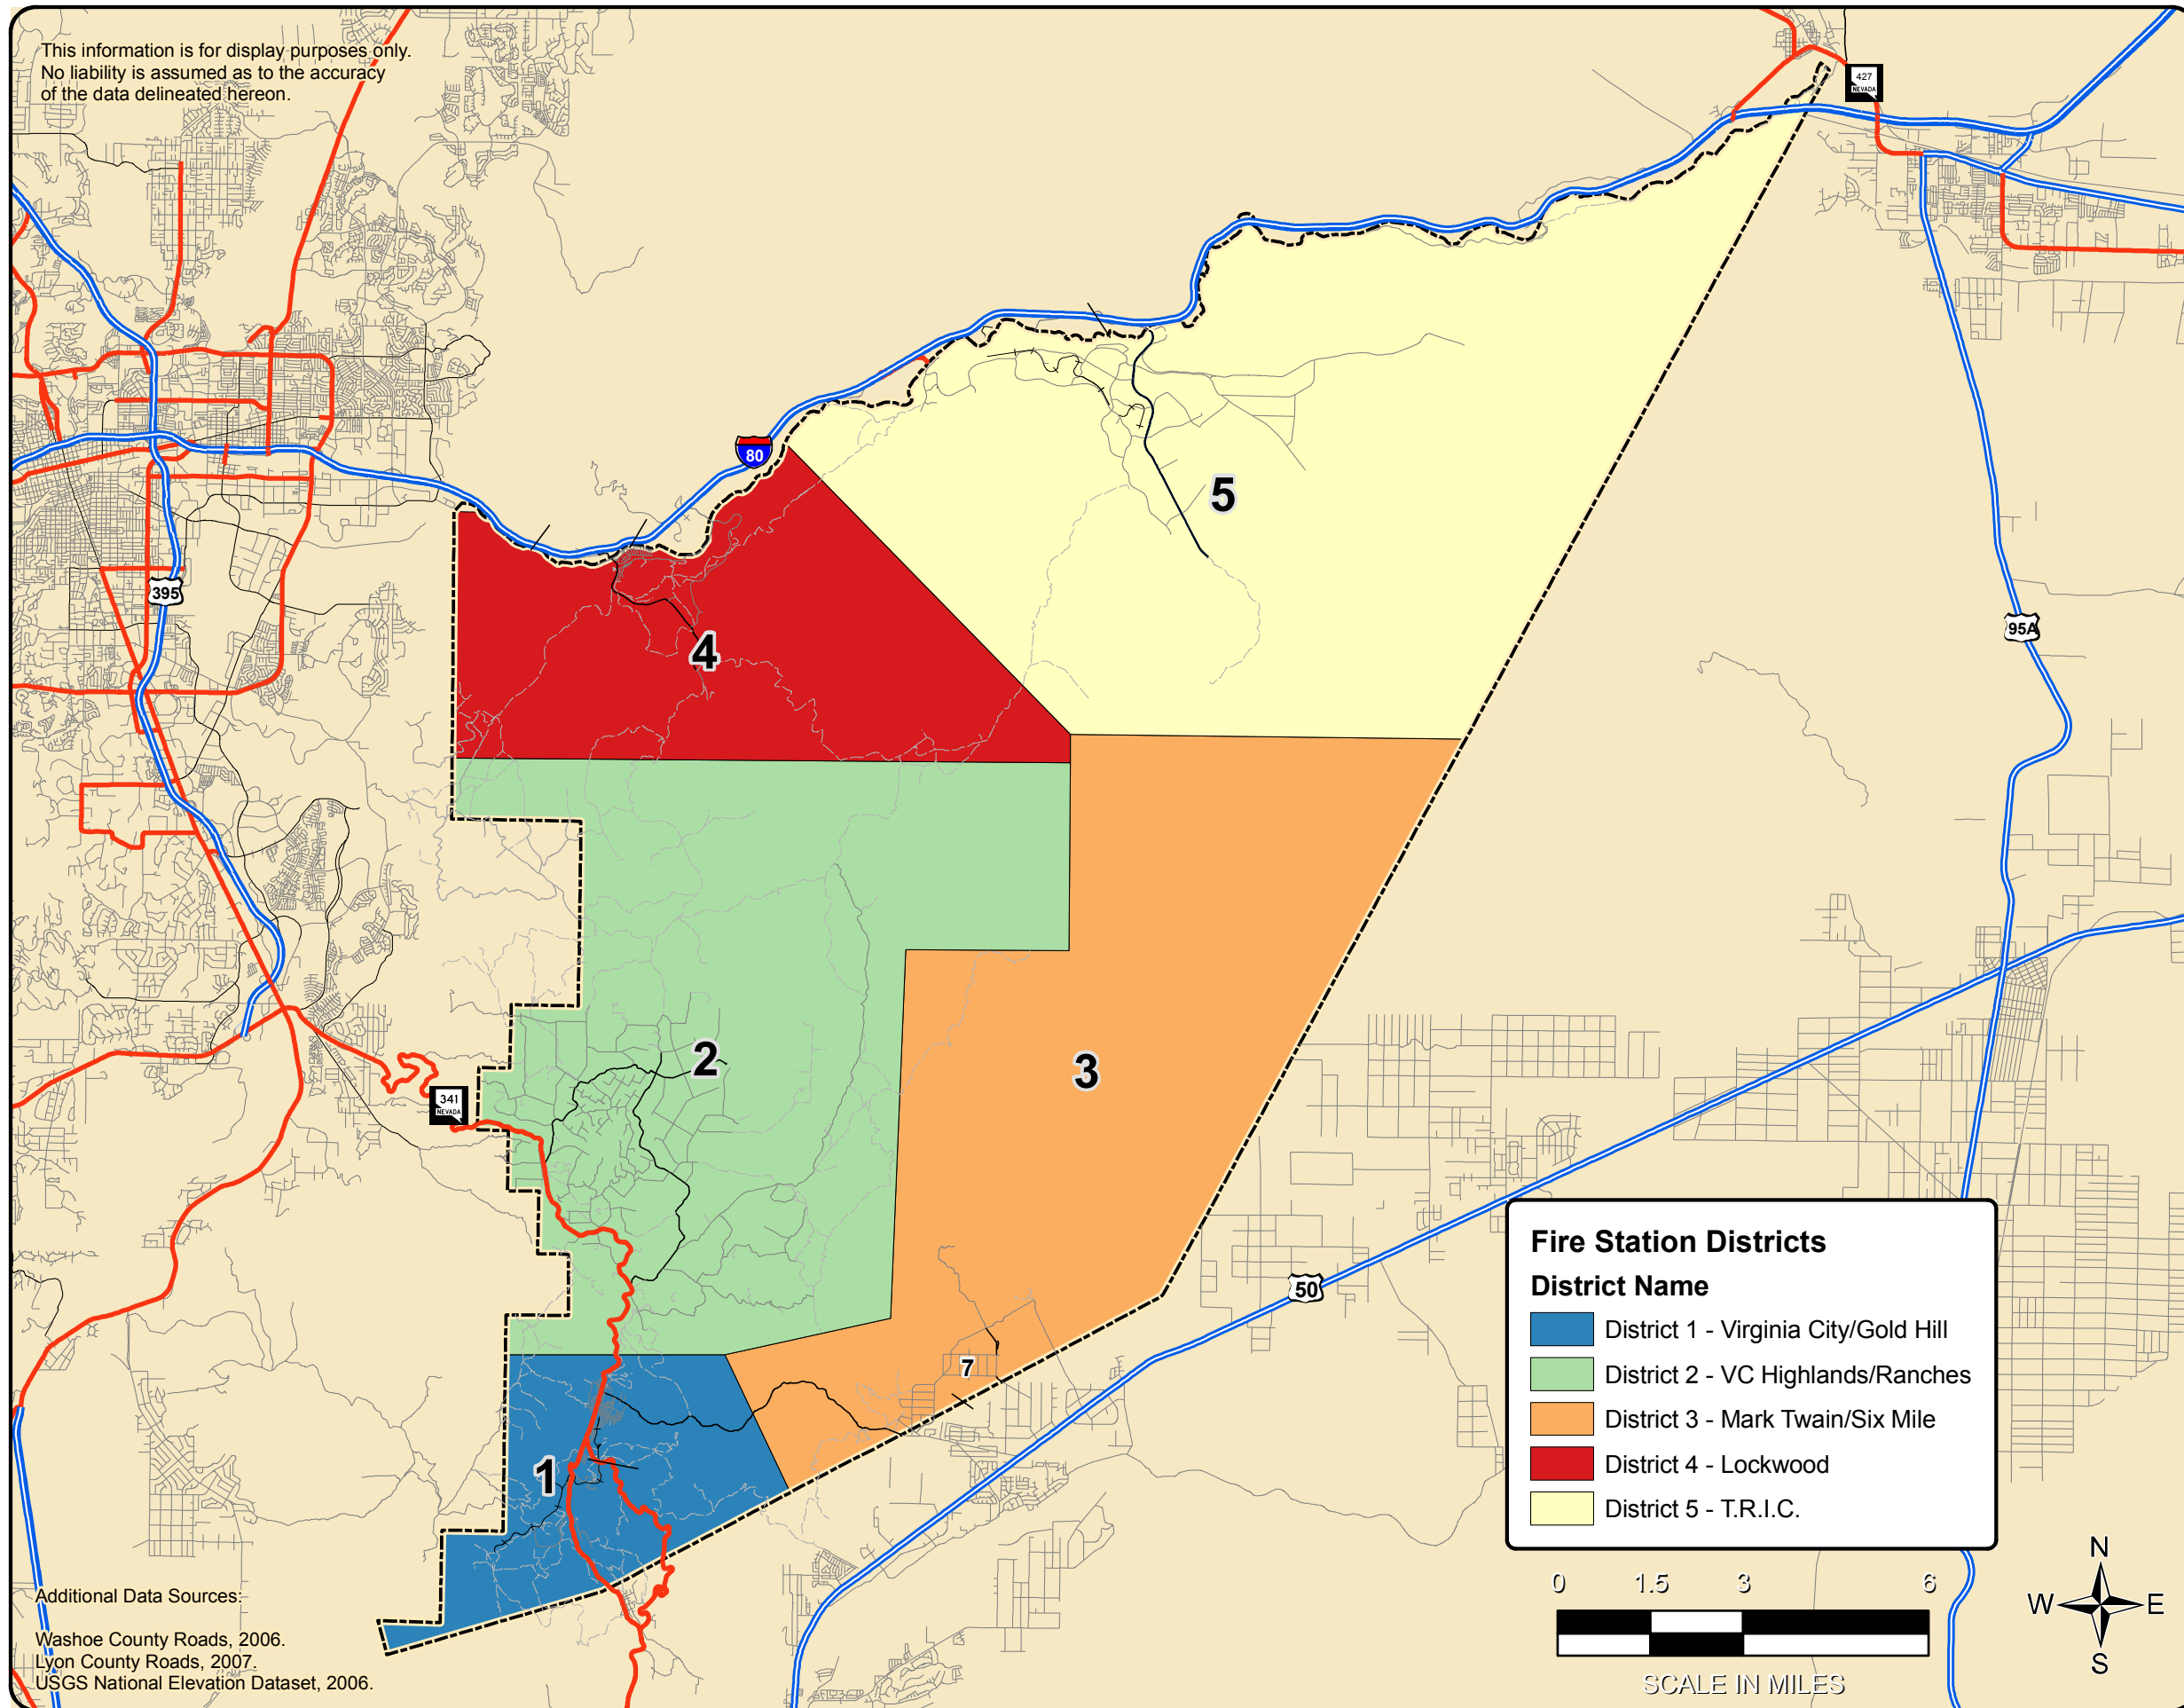 This information is for display purposes only.
No liability is assumed as to the accuracy
of the data delineated hereon.
427
NEVADA
80
5
395
4
95A
2
3
341
NEVADA
50
7
1
Fire Station Districts
District Name
District 1 - Virginia City/Gold Hill
District 2 - VC Highlands/Ranches
District 3 - Mark Twain/Six Mile
District 4 - Lockwood
District 5 - T.R.I.C.
0 1.5 3 6
SCALE IN MILES
N
W E
S
Additional Data Sources:
Washoe County Roads, 2006.
Lyon County Roads, 2007.
USGS National Elevation Dataset, 2006.